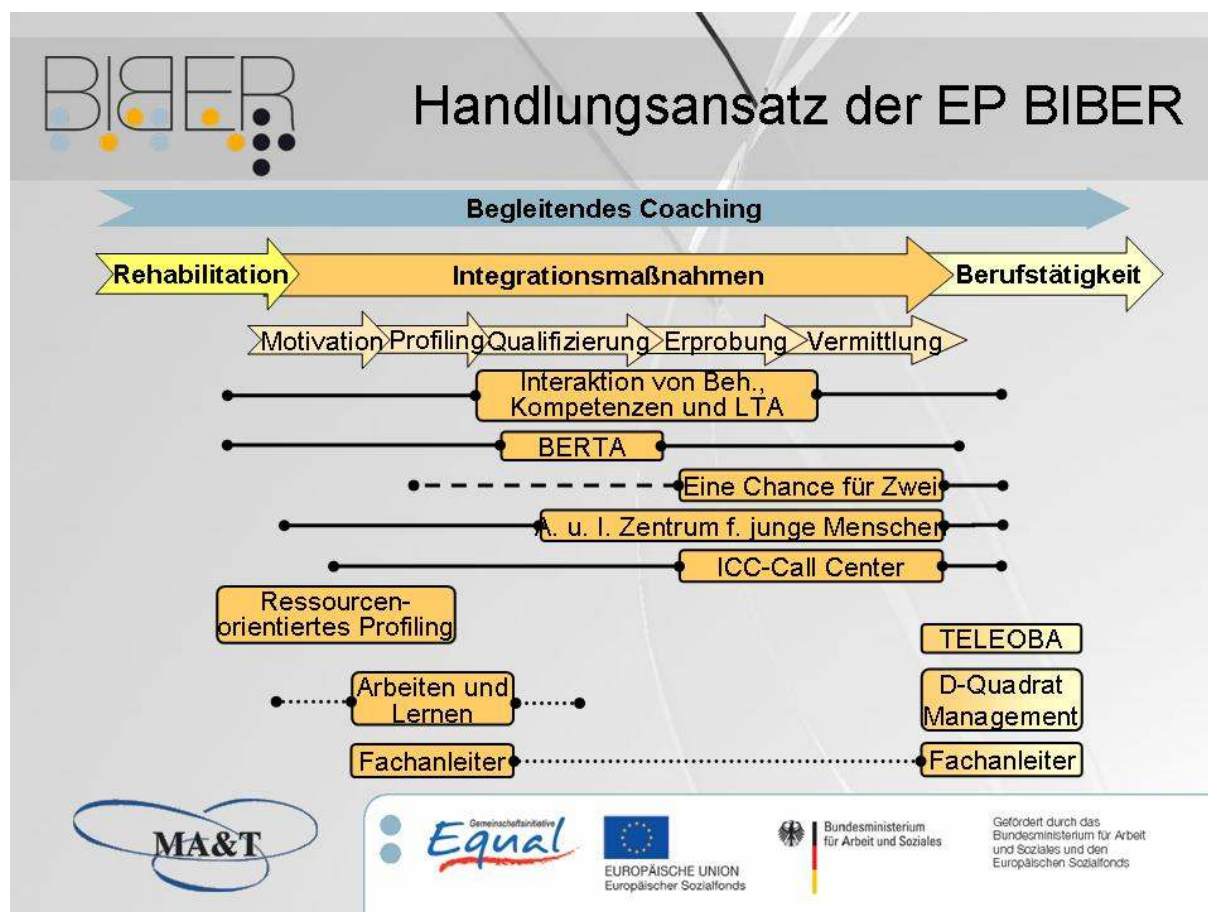 BIBER
Handlungsansatz der EP BIBER
Begleitendes Coaching
Rehabilitation
Integrationsmaßnahmen
Berufstätigkeit
Motivation
Profiling
Qualifizierung
Erprobung
Vermittlung
Interaktion von Beh.,
Kompetenzen und LTA
BERTA
Eine Chance für Zwei
A. u. I. Zentrum f. junge Menschen
ICC-Call Center
Ressourcen-
orientiertes Profiling
TELEOBA
Arbeiten und
Lernen
D-Quadrat
Management
Fachanleiter
Fachanleiter
MA&T
Gemeinschaftsinitiative
Equal
EUROPÄISCHE UNION
Europäischer Sozialfonds
Bundesministerium
für Arbeit und Soziales
Gefördert durch das
Bundesministerium für Arbeit
und Soziales und den
Europäischen Sozialfonds